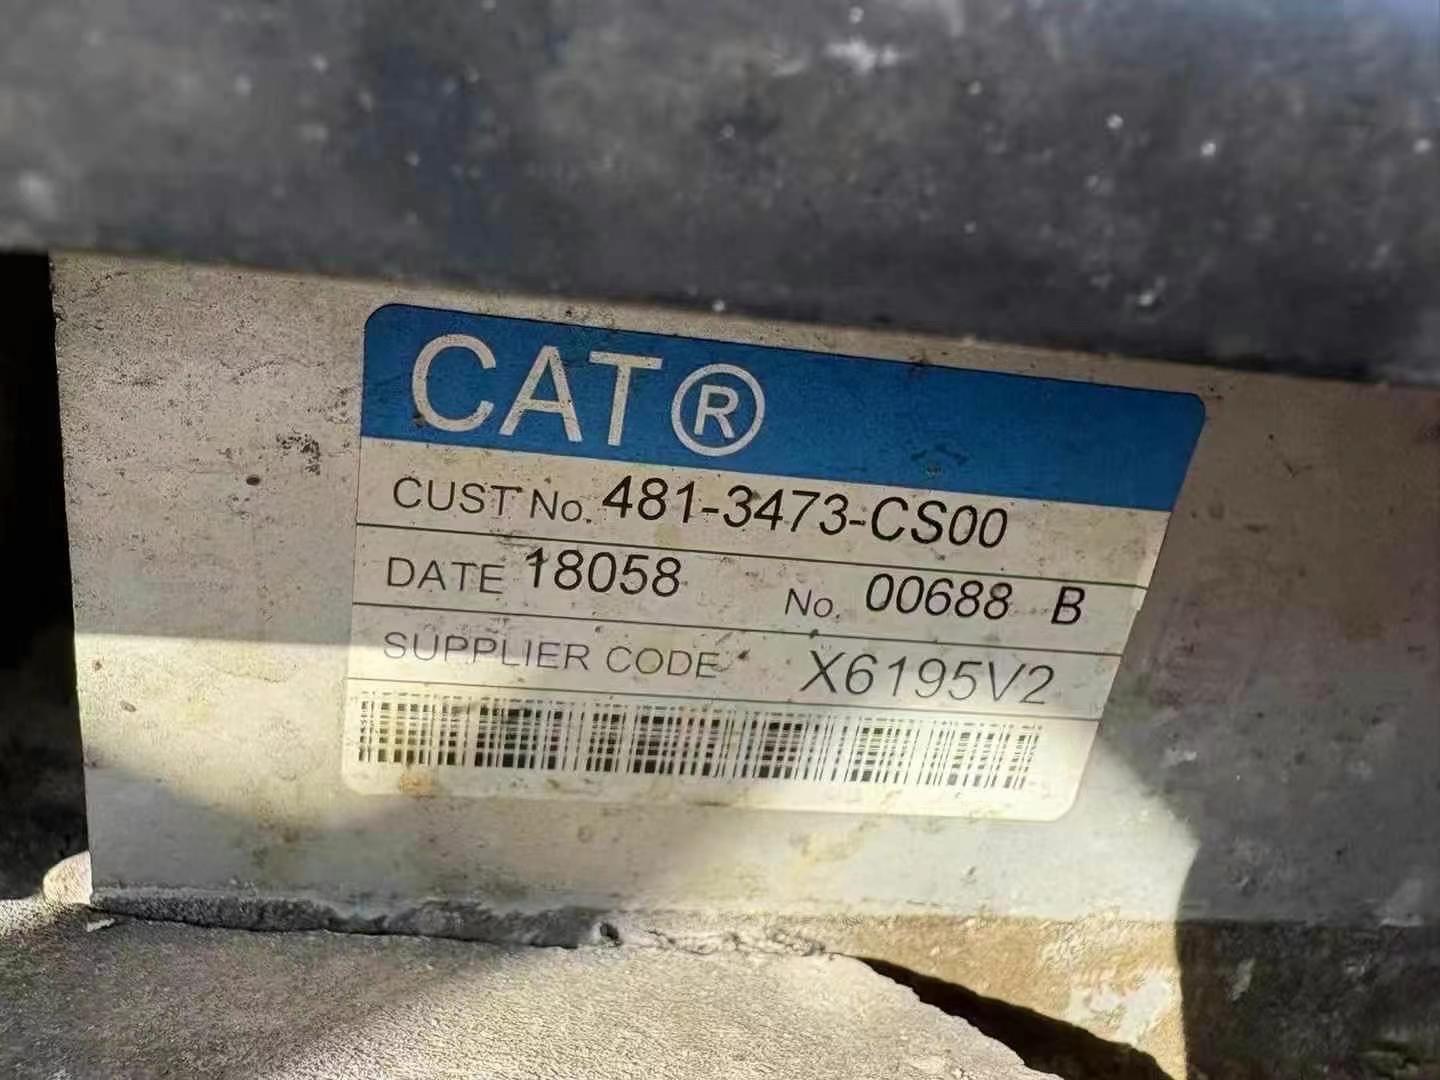 CAT®
CUST No. 481-3473-CS00
DATE 18058 No. 00688 B
SUPPLIER CODE X6195V2